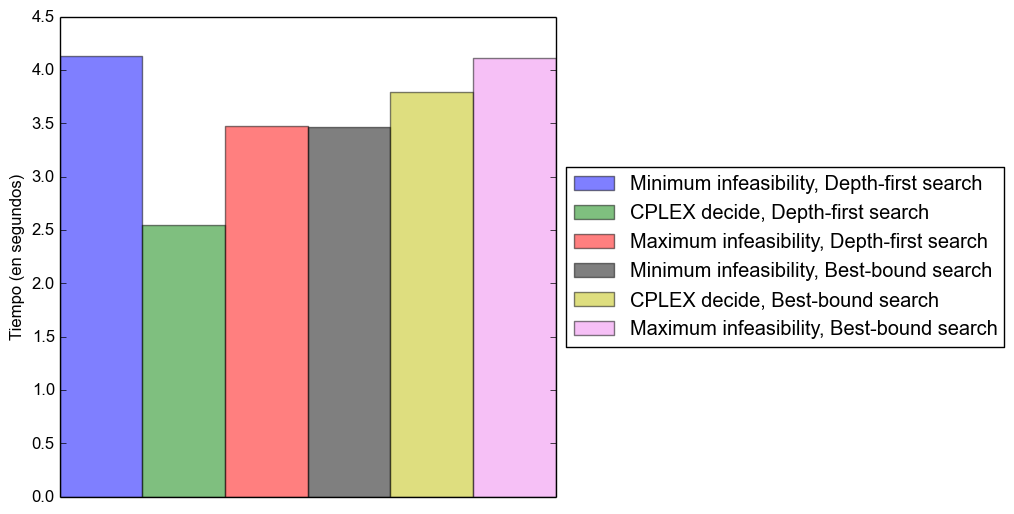 4.5
4.0
3.5
3.0
2.5
2.0
1.5
1.0
0.5
0.0
Tiempo (en segundos)
Minimum infeasibility, Depth-first search
CPLEX decide, Depth-first search
Maximum infeasibility, Depth-first search
Minimum infeasibility, Best-bound search
CPLEX decide, Best-bound search
Maximum infeasibility, Best-bound search